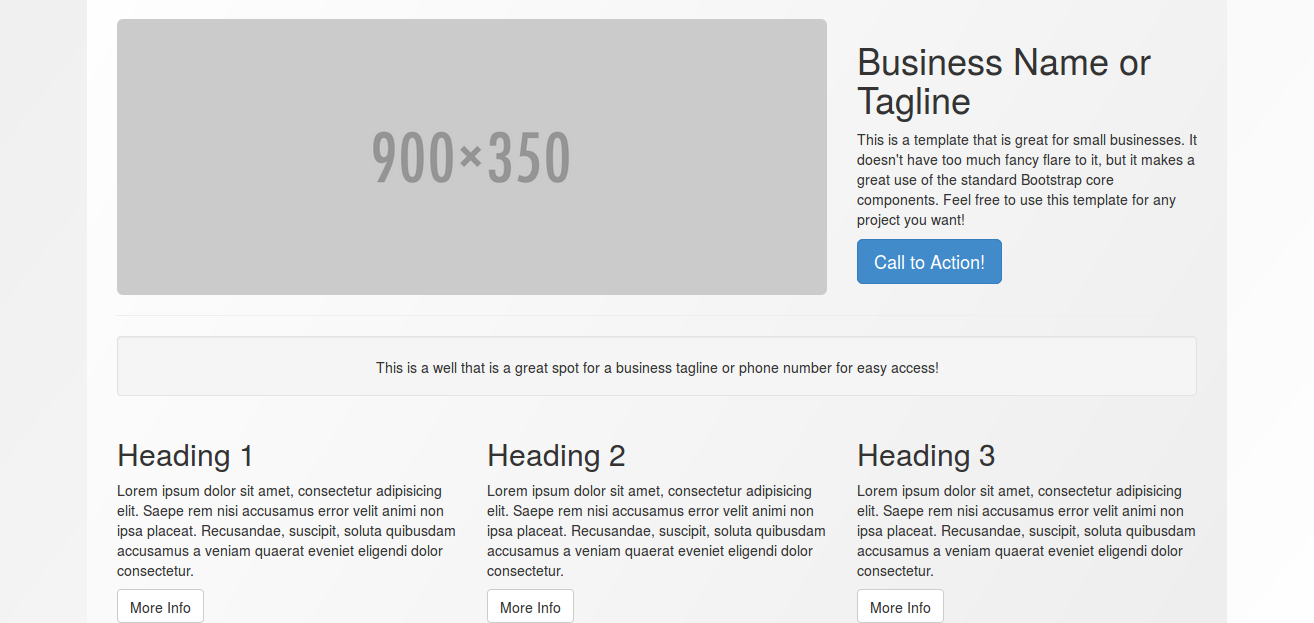 900×350
Business Name or
Tagline
This is a template that is great for small businesses. It
doesn't have too much fancy flare to it, but it makes a
great use of the standard Bootstrap core
components. Feel free to use this template for any
project you want!
Call to Action!
This is a well that is a great spot for a business tagline or phone number for easy access!
Heading 1
Lorem ipsum dolor sit amet, consectetur adipisicing
elit. Saepe rem nisi accusamus error velit animi non
ipsa placeat. Recusandae, suscipit, soluta quibusdam
accusamus a veniam quaerat eveniet eligendi dolor
consectetur.
More Info
Heading 2
Lorem ipsum dolor sit amet, consectetur adipisicing
elit. Saepe rem nisi accusamus error velit animi non
ipsa placeat. Recusandae, suscipit, soluta quibusdam
accusamus a veniam quaerat eveniet eligendi dolor
consectetur.
More Info
Heading 3
Lorem ipsum dolor sit amet, consectetur adipisicing
elit. Saepe rem nisi accusamus error velit animi non
ipsa placeat. Recusandae, suscipit, soluta quibusdam
accusamus a veniam quaerat eveniet eligendi dolor
consectetur.
More Info